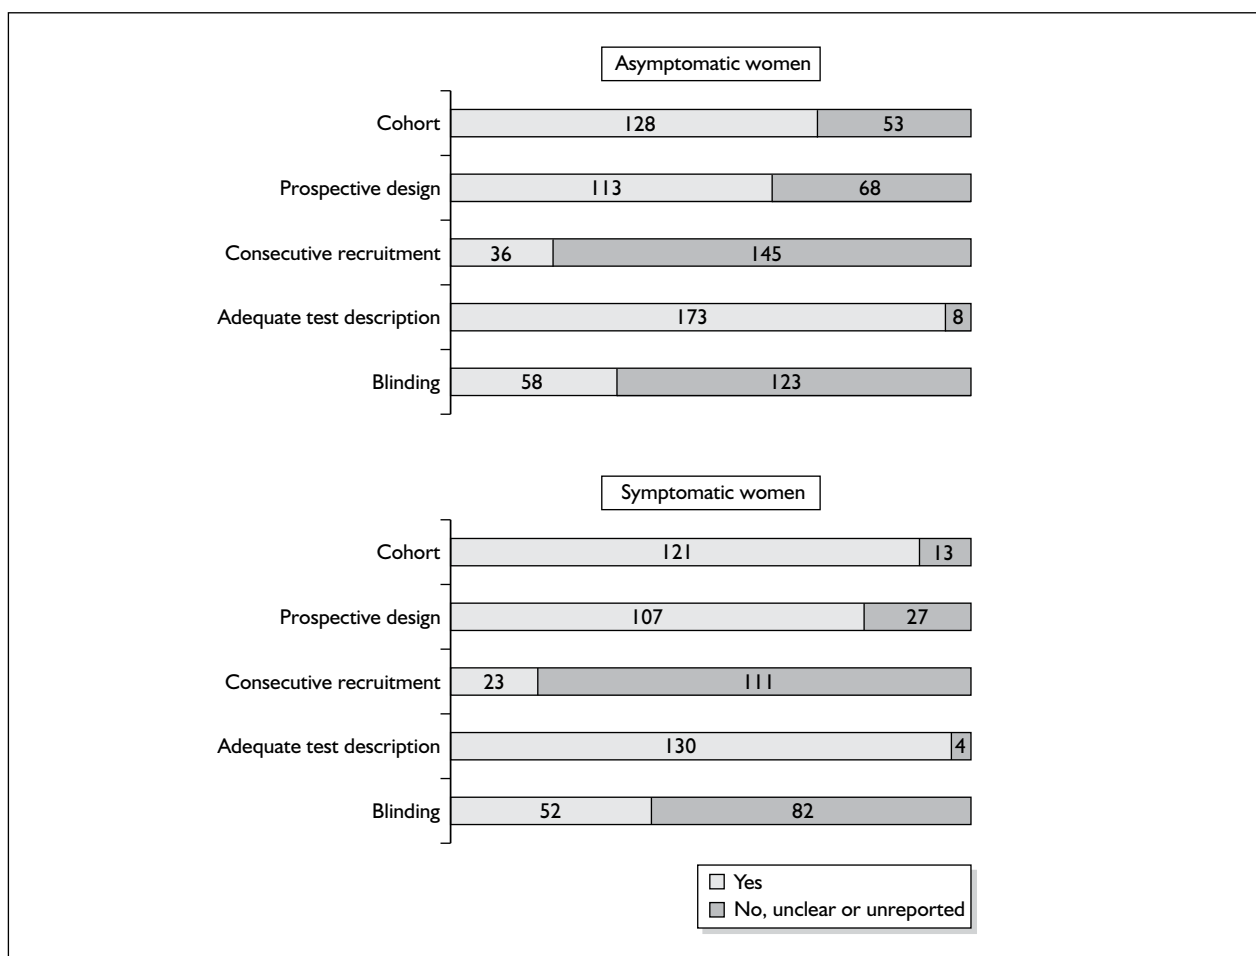 Asymptomatic women
Cohort 128 53
Prospective design 113 68
Consecutive recruitment 36 145
Adequate test description 173 8
Blinding 58 123
Symptomatic women
Cohort 121 13
Prospective design 107 27
Consecutive recruitment 23 111
Adequate test description 130 4
Blinding 52 82
Yes
No, unclear or unreported